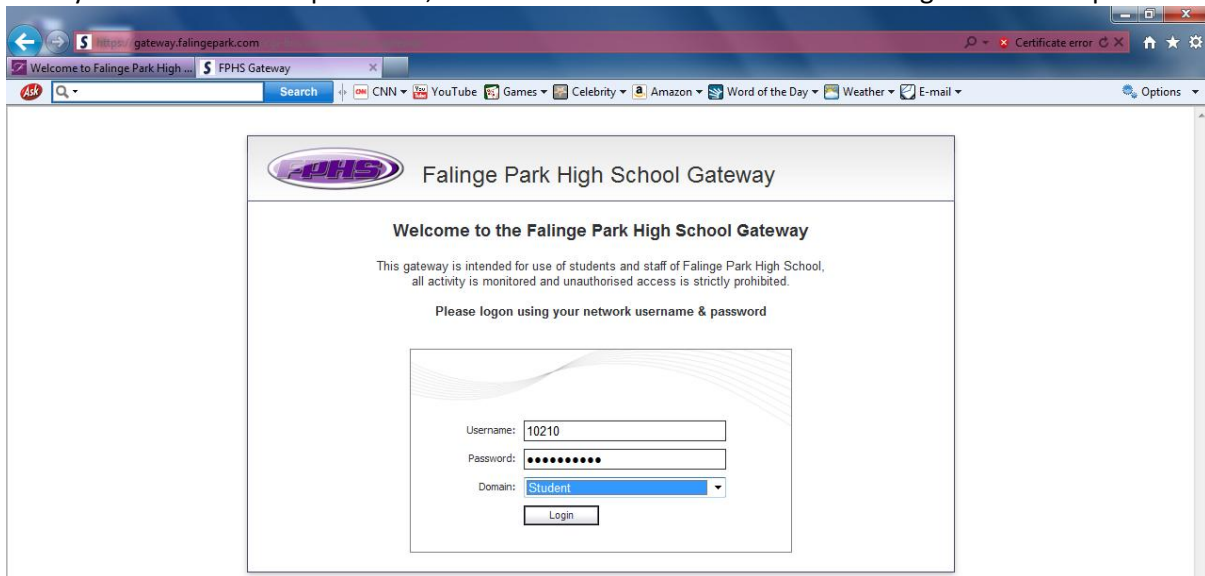 https://gateway.falingepark.com
Certificate error
Welcome to Falinge Park High ...
FPHS Gateway
Ask
Search
CNN
YouTube
Games
Celebrity
Amazon
Word of the Day
Weather
E-mail
Options
FPHS
Falinge Park High School Gateway
Welcome to the Falinge Park High School Gateway
This gateway is intended for use of students and staff of Falinge Park High School,
all activity is monitored and unauthorised access is strictly prohibited.
Please logon using your network username & password
Username: 10210
Password: ●●●●●●●●●●
Domain: Student
Login